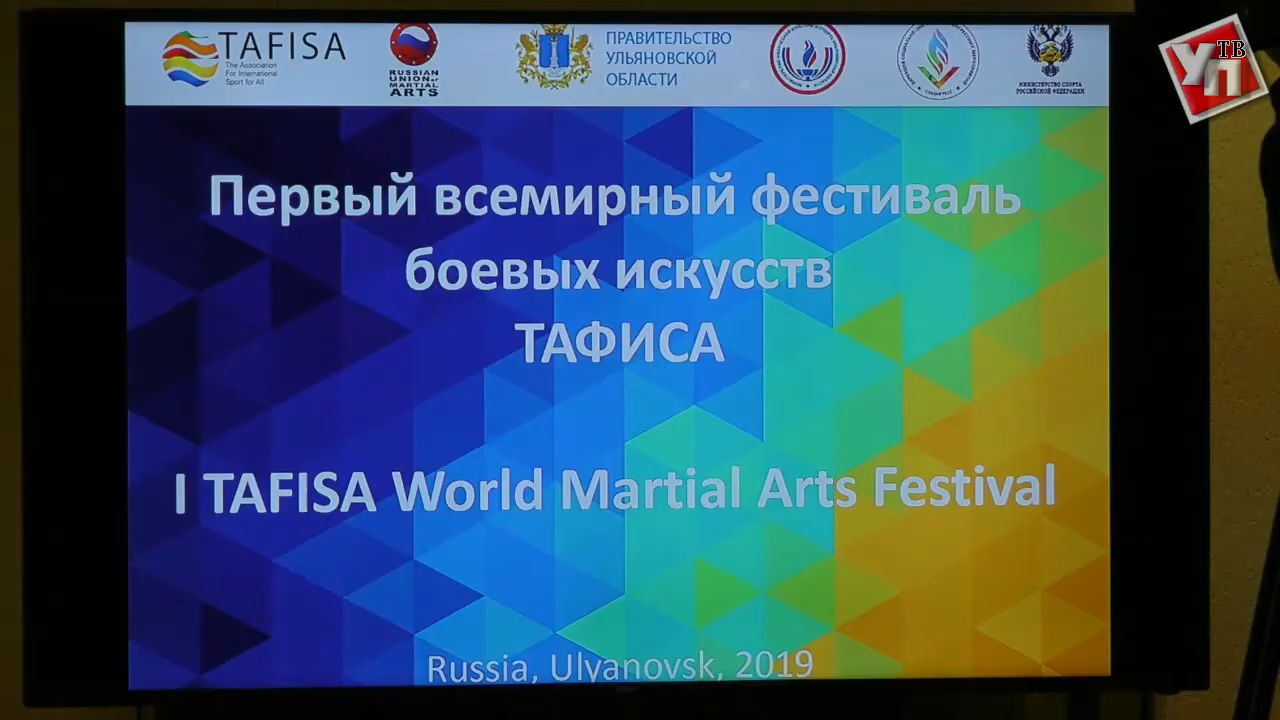 TAFISA
The Association
For International
Sport for All
RUSSIAN
UNION OF
MARTIAL
ARTS
ПРАВИТЕЛЬСТВО
УЛЬЯНОВСКОЙ
ОБЛАСТИ
МИНИСТЕРСТВО СПОРТА
РОССИЙСКОЙ ФЕДЕРАЦИИ
УП ТВ
Первый всемирный фестиваль
боевых искусств
ТАФИСА
I TAFISA World Martial Arts Festival
Russia, Ulyanovsk, 2019